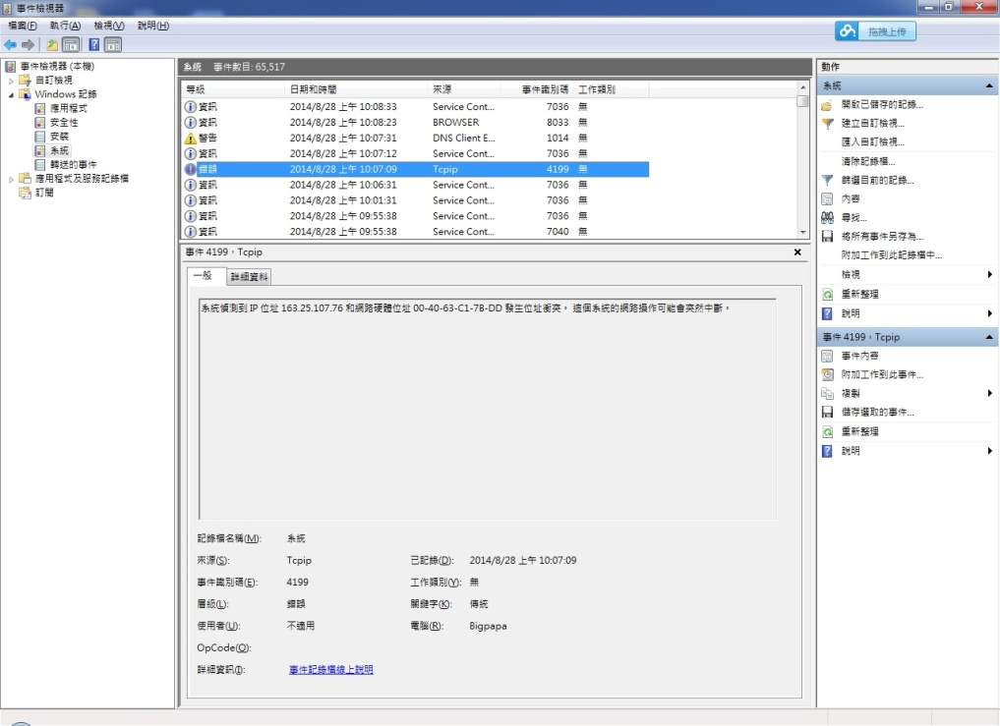 事件檢視器
檔案(F) 執行(A) 檢視(V) 說明(H)
拖拽上传
事件檢視器 (本機)
自訂檢視
Windows 記錄
應用程式
安全性
安裝
系統
轉送的事件
應用程式及服務記錄檔
訂閱
系統 事件數目: 65,517
等級 日期和時間 來源 事件識別碼 工作類別
資訊 2014/8/28 上午 10:08:33 Service Cont... 7036 無
資訊 2014/8/28 上午 10:08:23 BROWSER 8033 無
警告 2014/8/28 上午 10:07:31 DNS Client E... 1014 無
資訊 2014/8/28 上午 10:07:12 Service Cont... 7036 無
錯誤 2014/8/28 上午 10:07:09 Tcpip 4199 無
資訊 2014/8/28 上午 10:06:31 Service Cont... 7036 無
資訊 2014/8/28 上午 10:01:31 Service Cont... 7036 無
資訊 2014/8/28 上午 09:55:38 Service Cont... 7036 無
資訊 2014/8/28 上午 09:55:38 Service Cont... 7040 無
事件 4199，Tcpip
一般 詳細資料
系統偵測到 IP 位址 163.25.107.76 和網路硬體位址 00-40-63-C1-7B-DD 發生位址衝突。 這個系統的網路操作可能會突然中斷。
記錄檔名稱(M): 系統
來源(S): Tcpip 已記錄(D): 2014/8/28 上午 10:07:09
事件識別碼(E): 4199 工作類別(Y): 無
層級(L): 錯誤 關鍵字(K): 傳統
使用者(U): 不適用 電腦(R): Bigpapa
OpCode(O):
詳細資訊(I): 事件記錄檔線上說明
動作
系統
開啟已儲存的記錄...
建立自訂檢視...
匯入自訂檢視...
清除記錄檔...
篩選目前的記錄...
內容
尋找...
將所有事件另存為...
附加工作到此記錄檔中...
檢視
重新整理
說明
事件 4199，Tcpip
事件內容
附加工作到此事件...
複製
儲存選取的事件...
重新整理
說明